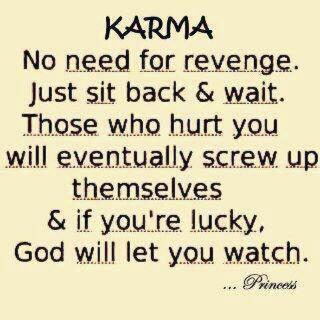 KARMA
No need for revenge.
Just sit back & wait.
Those who hurt you
will eventually screw up
themselves
& if you're lucky,
God will let you watch.
... Princess